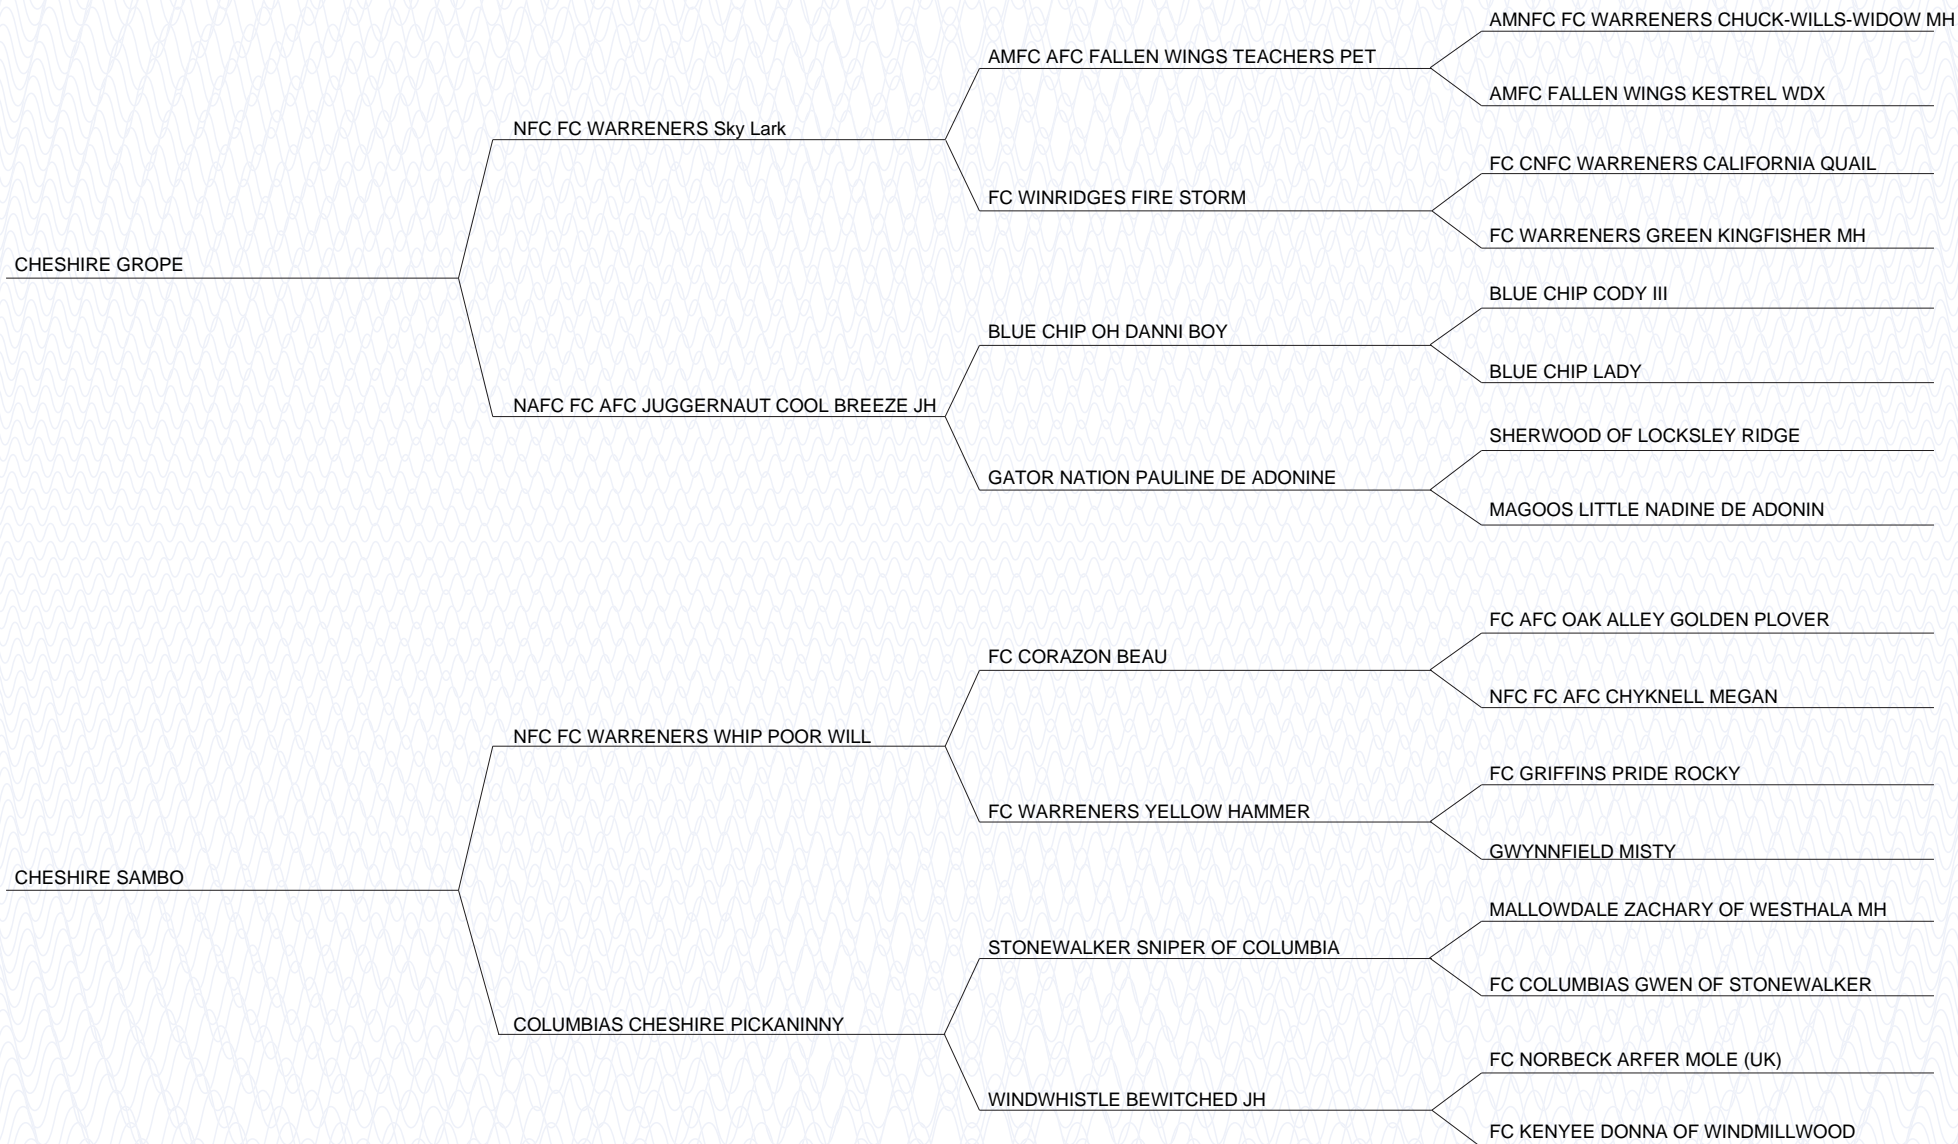 AMNFC FC WARRENERS CHUCK-WILLS-WIDOW MH
AMFC AFC FALLEN WINGS TEACHERS PET
AMFC FALLEN WINGS KESTREL WDX
NFC FC WARRENERS Sky Lark
FC CNFC WARRENERS CALIFORNIA QUAIL
FC WINRIDGES FIRE STORM
FC WARRENERS GREEN KINGFISHER MH
CHESHIRE GROPE
BLUE CHIP CODY III
BLUE CHIP OH DANNI BOY
BLUE CHIP LADY
NAFC FC AFC JUGGERNAUT COOL BREEZE JH
SHERWOOD OF LOCKSLEY RIDGE
GATOR NATION PAULINE DE ADONINE
MAGOOS LITTLE NADINE DE ADONIN
FC AFC OAK ALLEY GOLDEN PLOVER
FC CORAZON BEAU
NFC FC AFC CHYKNELL MEGAN
NFC FC WARRENERS WHIP POOR WILL
FC GRIFFINS PRIDE ROCKY
FC WARRENERS YELLOW HAMMER
GWYNNFIELD MISTY
CHESHIRE SAMBO
MALLOWDALE ZACHARY OF WESTHALA MH
STONEWALKER SNIPER OF COLUMBIA
FC COLUMBIAS GWEN OF STONEWALKER
COLUMBIAS CHESHIRE PICKANINNY
FC NORBECK ARFER MOLE (UK)
WINDWHISTLE BEWITCHED JH
FC KENYEE DONNA OF WINDMILLWOOD